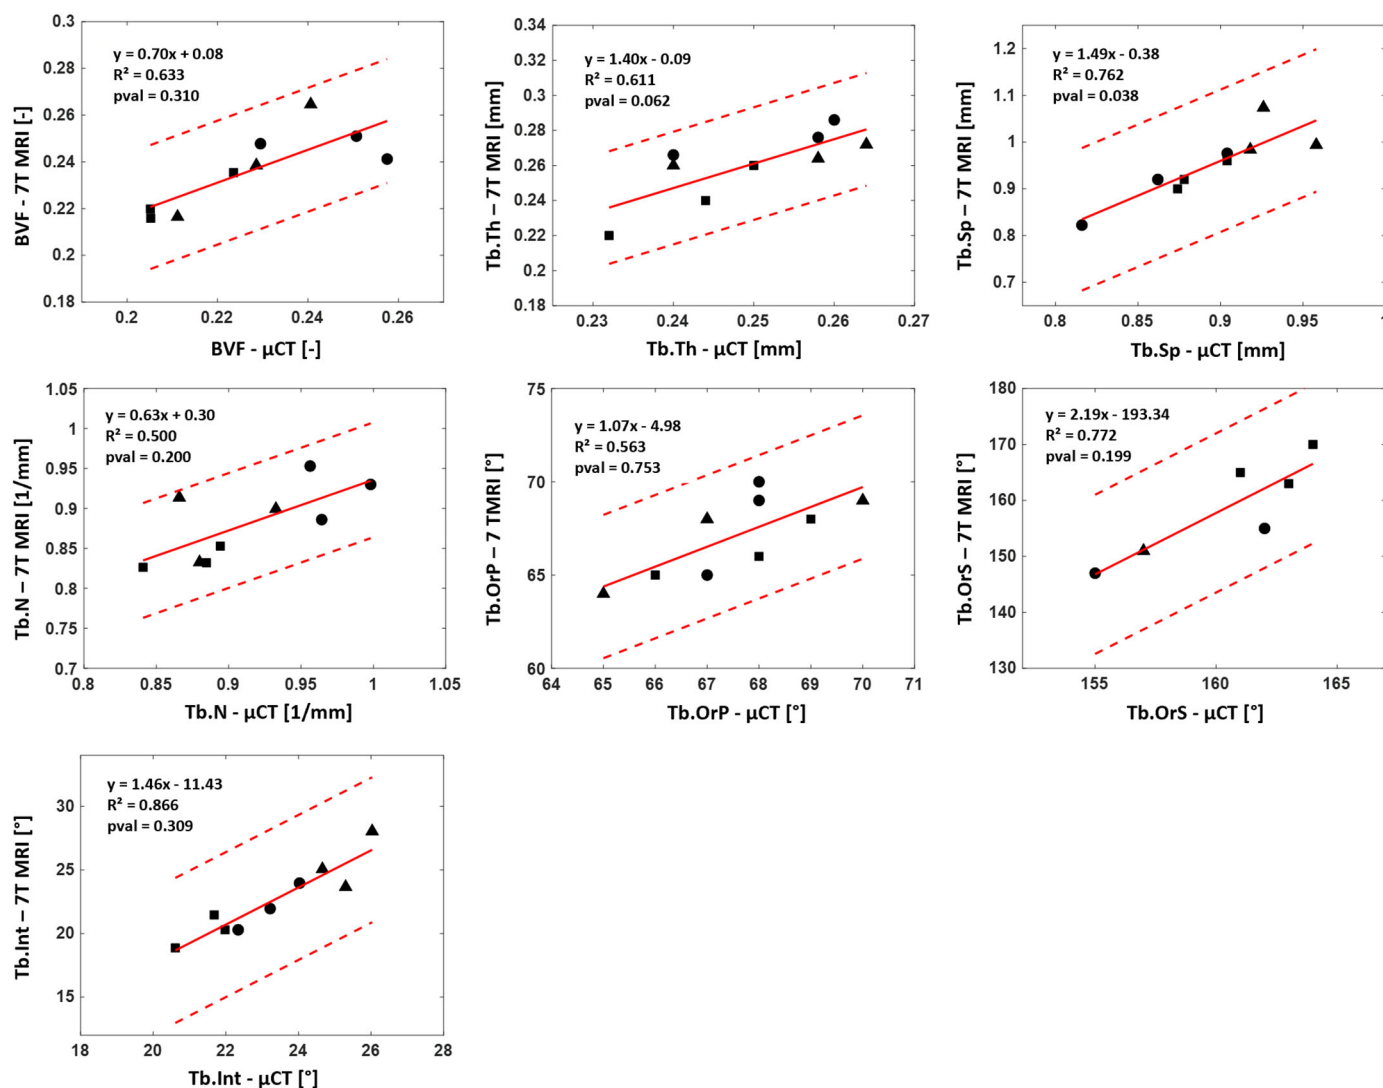 0.3
0.28
0.26
0.24
0.22
0.2
0.18
BVF - 7T MRI [-]
y = 0.70x + 0.08
R² = 0.633
pval = 0.310
0.2 0.22 0.24 0.26
BVF - µCT [-]
0.34
0.32
0.3
0.28
0.26
0.24
0.22
0.2
0.18
Tb.Th – 7T MRI [mm]
y = 1.40x - 0.09
R² = 0.611
pval = 0.062
0.23 0.24 0.25 0.26 0.27
Tb.Th - µCT [mm]
1.2
1.1
1
0.9
0.8
0.7
Tb.Sp – 7T MRI [mm]
y = 1.49x - 0.38
R² = 0.762
pval = 0.038
0.8 0.85 0.9 0.95 1
Tb.Sp - µCT [mm]
1.05
1
0.95
0.9
0.85
0.8
0.75
0.7
Tb.N – 7T MRI [1/mm]
y = 0.63x + 0.30
R² = 0.500
pval = 0.200
0.8 0.85 0.9 0.95 1 1.05
Tb.N - µCT [1/mm]
75
70
65
60
Tb.OrP – 7 TMRI [°]
y = 1.07x - 4.98
R² = 0.563
pval = 0.753
64 65 66 67 68 69 70 71
Tb.OrP - µCT [°]
180
170
160
150
140
130
Tb.OrS – 7T MRI [°]
y = 2.19x - 193.34
R² = 0.772
pval = 0.199
155 160 165
Tb.OrS - µCT [°]
30
25
20
15
Tb.Int – 7T MRI [°]
y = 1.46x - 11.43
R² = 0.866
pval = 0.309
18 20 22 24 26 28
Tb.Int - µCT [°]